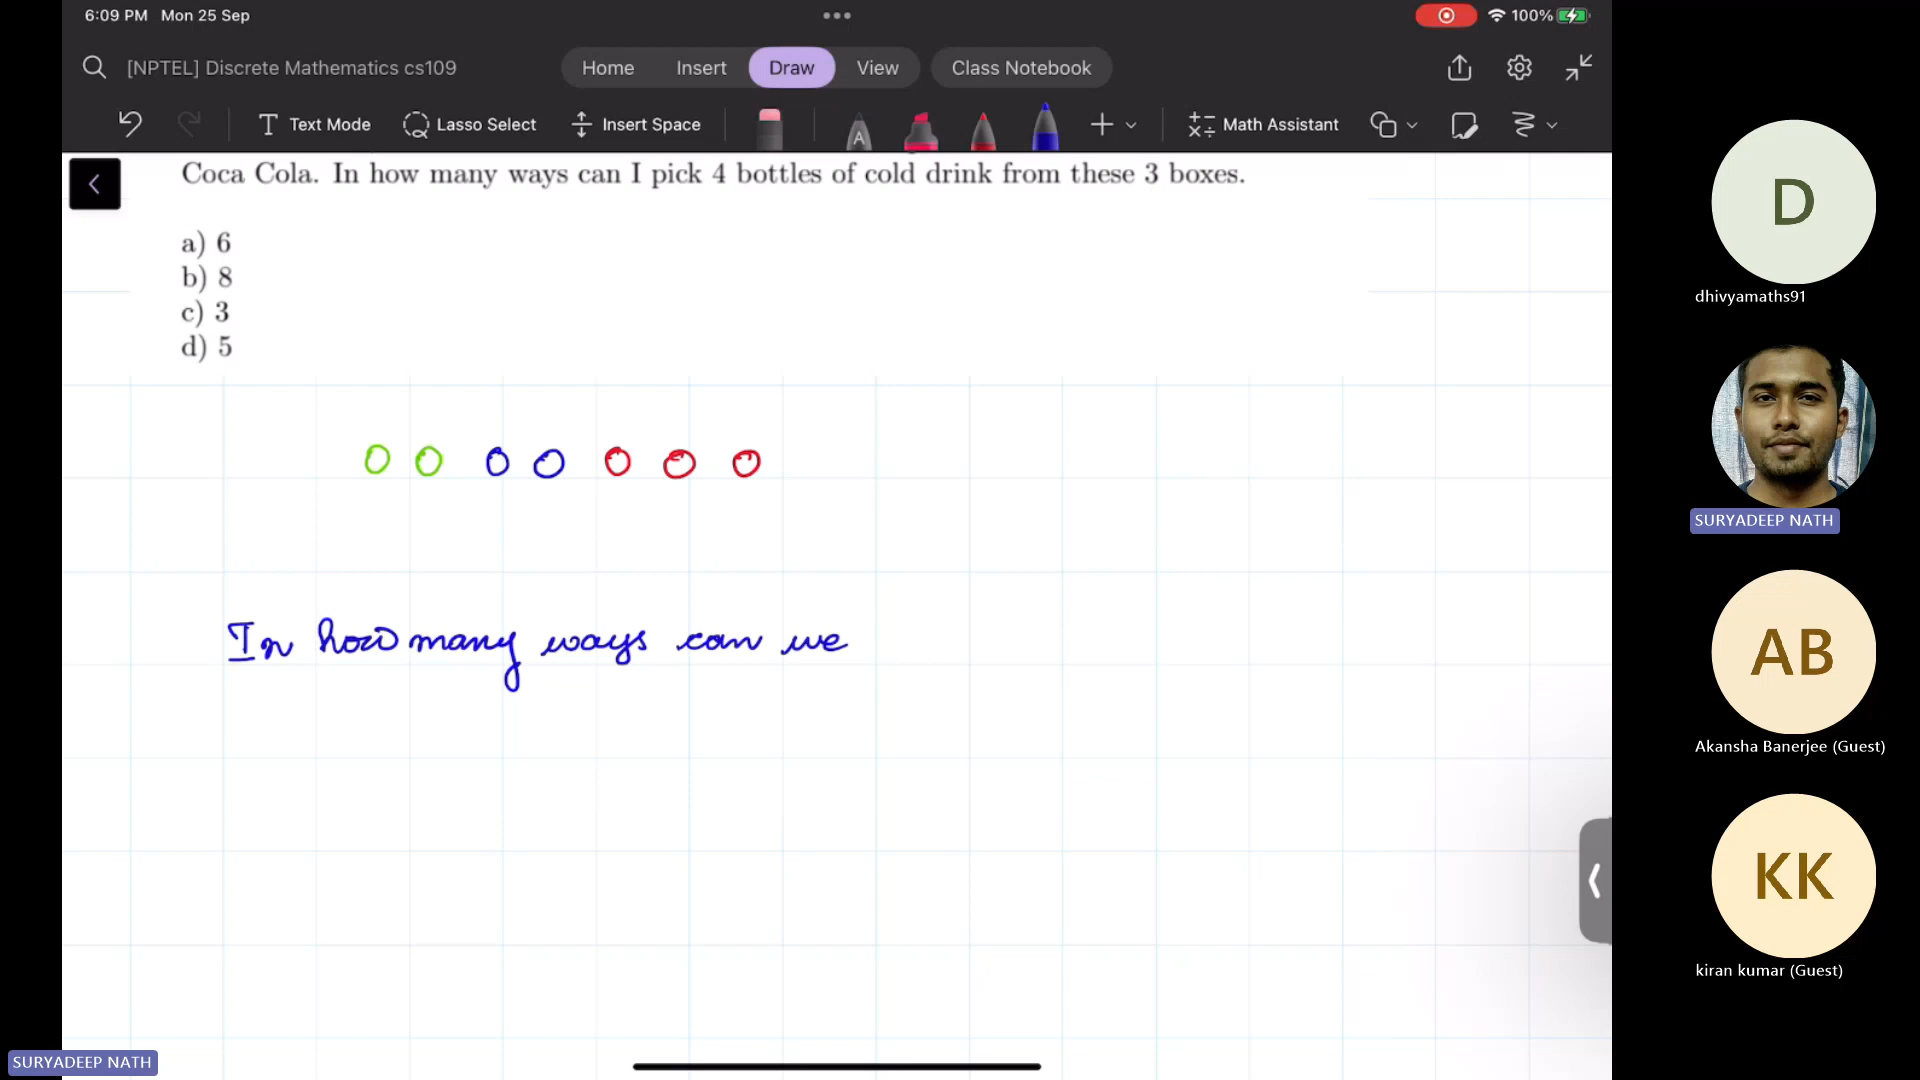 6:09 PM Mon 25 Sep
100%
[NPTEL] Discrete Mathematics cs109
Home Insert Draw View Class Notebook
Text Mode Lasso Select Insert Space A Math Assistant
Coca Cola. In how many ways can I pick 4 bottles of cold drink from these 3 boxes.
a) 6
b) 8
c) 3
d) 5
In how many ways can we
D
dhivyamaths91
SURYADEEP NATH
AB
Akansha Banerjee (Guest)
KK
kiran kumar (Guest)
SURYADEEP NATH